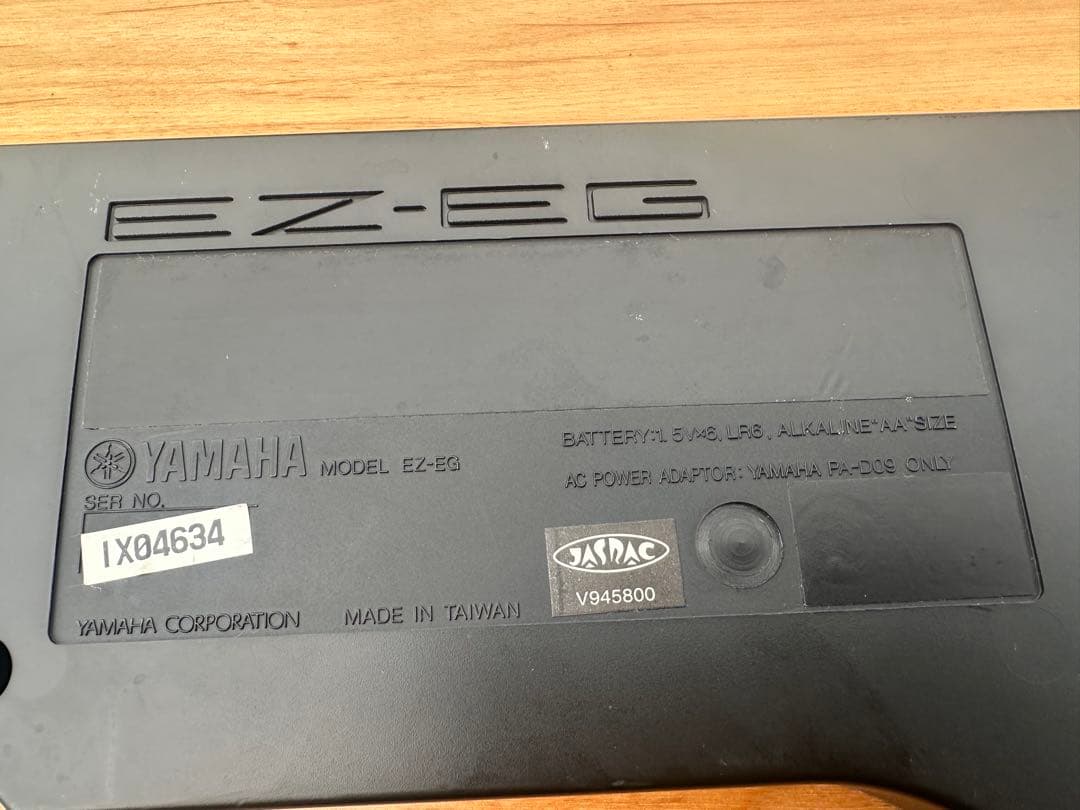 EZ-EG
BATTERY:1.5V×6, LR6, ALKALINE"AA"SIZE
YAMAHA MODEL EZ-EG
AC POWER ADAPTOR: YAMAHA PA-D09 ONLY
SER NO.
IX04634
JASRAC
V945800
YAMAHA CORPORATION MADE IN TAIWAN